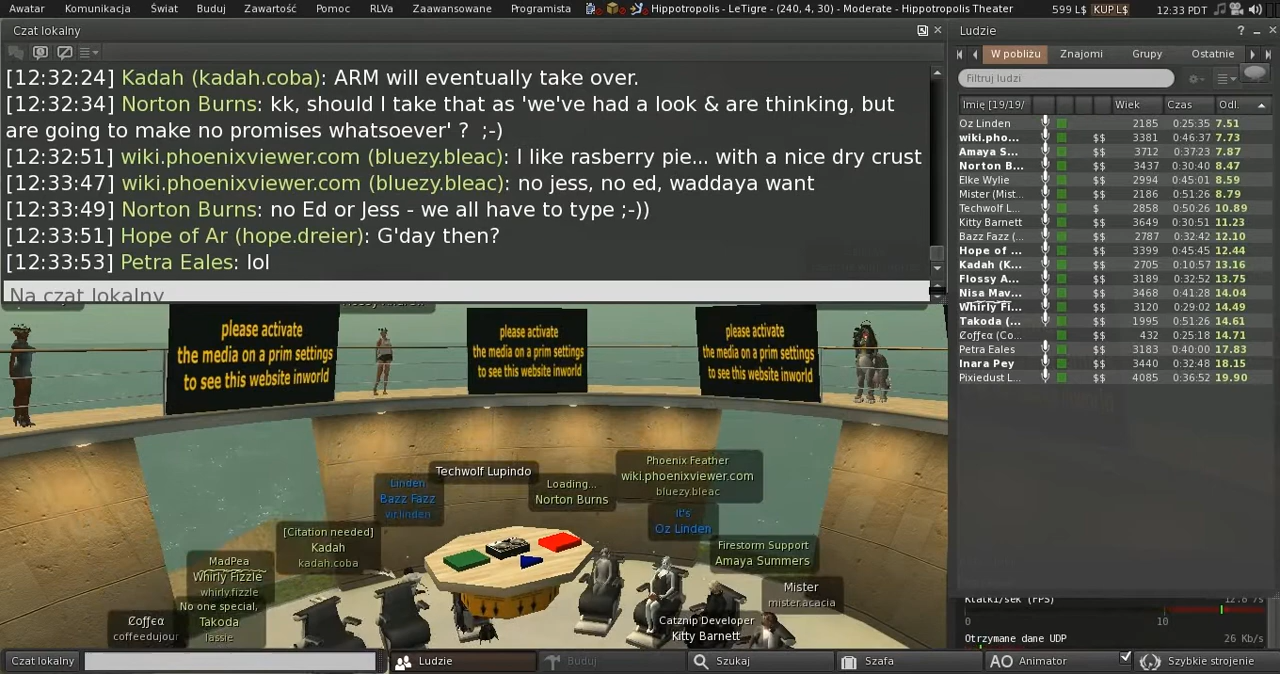 Awatar Komunikacja Świat Buduj Zawartość Pomoc RLVa Zaawansowane Programista Hippotropolis - LeTigre - (240, 4, 30) - Moderate - Hippotropolis Theater 599 L$ KUP L$ 12:33 PDT
Czat lokalny
[12:32:24] Kadah (kadah.coba): ARM will eventually take over.
[12:32:34] Norton Burns: kk, should I take that as 'we've had a look & are thinking, but
are going to make no promises whatsoever' ?  ;-)
[12:32:51] wiki.phoenixviewer.com (bluezy.bleac): I like rasberry pie... with a nice dry crust
[12:33:47] wiki.phoenixviewer.com (bluezy.bleac): no jess, no ed, waddaya want
[12:33:49] Norton Burns: no Ed or Jess - we all have to type ;-))
[12:33:51] Hope of Ar (hope.dreier): G'day then?
[12:33:53] Petra Eales: lol
Na czat lokalny
Ludzie
W pobliżu Znajomi Grupy Ostatnie
Filtruj ludzi
Imię [19/19/ Wiek Czas Odl.
Oz Linden 2185 0:25:35 7.51
wiki.pho... $$ 3381 0:46:37 7.73
Amaya S... $$ 3712 0:37:23 7.87
Norton B... $$ 3437 0:30:40 8.47
Elke Wylie $$ 2994 0:45:01 8.59
Mister (Mist... $$ 2186 0:51:26 8.79
Techwolf L... $ 2858 0:50:26 10.89
Kitty Barnett $$ 3649 0:30:51 11.23
Bazz Fazz (... $$ 2787 0:32:42 12.10
Hope of ... $$ 3399 0:45:45 12.44
Kadah (K... $$ 2705 0:10:57 13.16
Flossy A... $$ 3189 0:32:52 13.75
Nisa Mav... $$ 3468 0:41:28 14.04
Whirly Fi... $$ 3120 0:29:02 14.49
Takoda (... $$ 1995 0:51:26 14.61
Ꞓoffeα (Co... $$ 432 0:25:18 14.71
Petra Eales $$ 3183 0:40:00 17.83
Inara Pey $$ 3440 0:32:48 18.15
Pixiedust L... $$ 4085 0:36:52 19.90
please activate
the media on a prim settings
to see this website inworld
please activate
the media on a prim settings
to see this website inworld
please activate
the media on a prim settings
to see this website inworld
Techwolf Lupindo
Linden
Bazz Fazz
vir.linden
Loading...
Norton Burns
Phoenix Feather
wiki.phoenixviewer.com
bluezy.bleac
it's
Oz Linden
[Citation needed]
Kadah
kadah.coba
Firestorm Support
Amaya Summers
MadPea
Whirly Fizzle
whirly.fizzle
Mister
mister.acacia
No one special,
Takoda
lassie
Ꞓoffeα
coffeedujour
Catznip Developer
Kitty Barnett
Klatki/sek (FPS) 12.8 /s
0 10
Otrzymane dane UDP 26 Kb/s
Czat lokalny Ludzie Buduj Szukaj Szafa AO Animator Szybkie strojenie